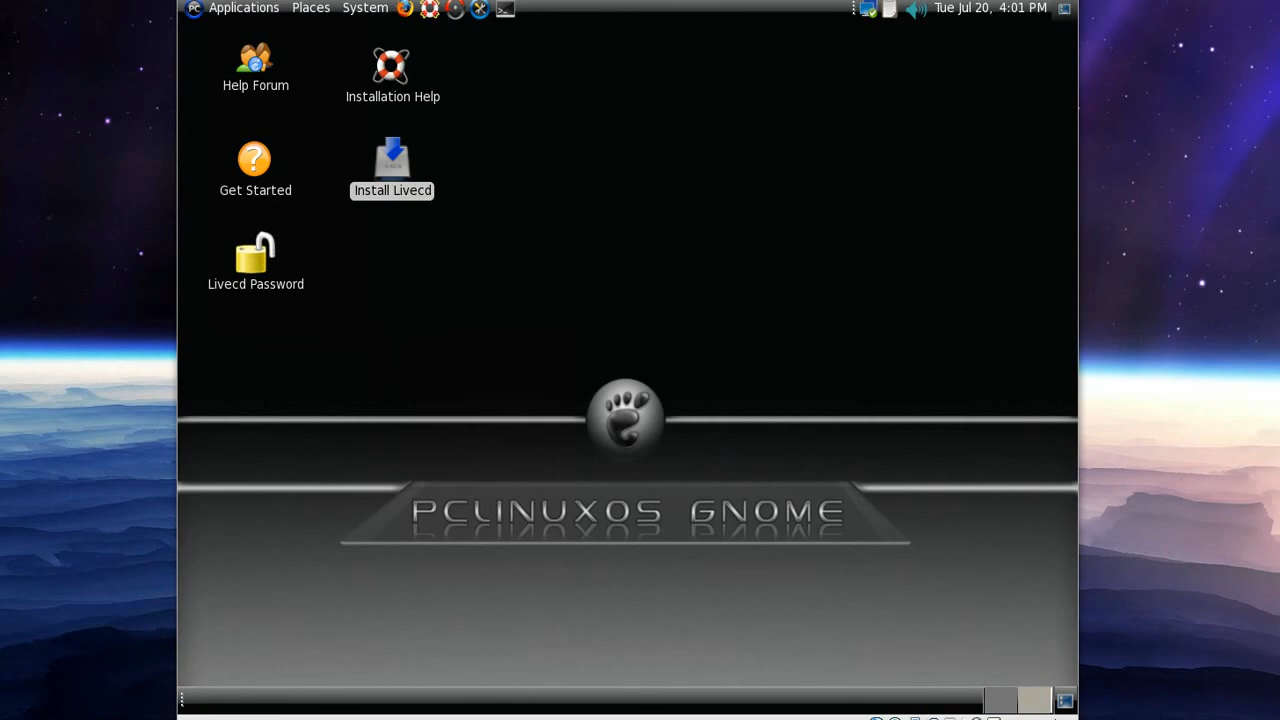 Applications Places System
Tue Jul 20, 4:01 PM
Help Forum
Installation Help
Get Started
Install Livecd
Livecd Password
PCLINUXOS GNOME